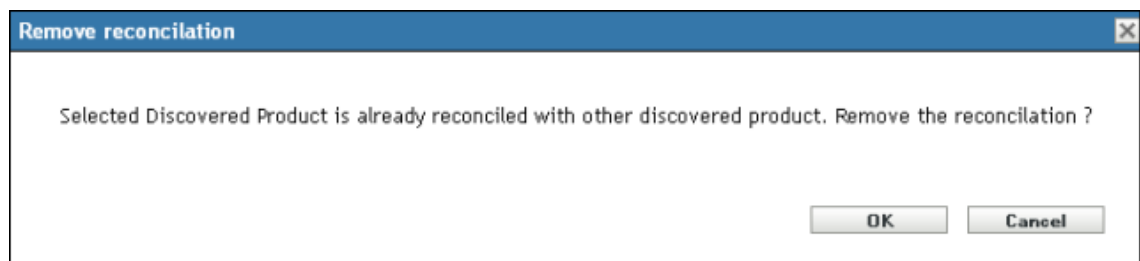 Remove reconcilation
Selected Discovered Product is already reconciled with other discovered product. Remove the reconcilation ?
OK Cancel